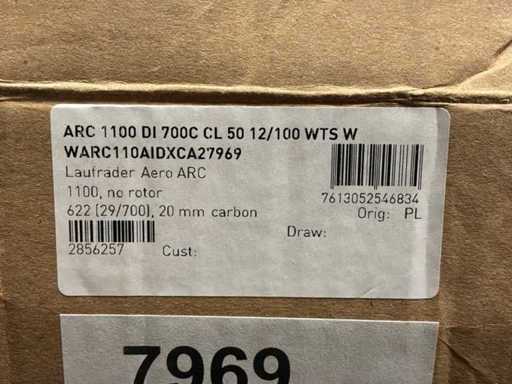 ARC 1100 DI 700C CL 50 12/100 WTS W
WARC110AIDXCA27969
Laufräder Aero ARC
1100, no rotor
622 (29/700), 20 mm carbon
7613052546834
Orig: PL
Draw:
2856257
Cust:
7969